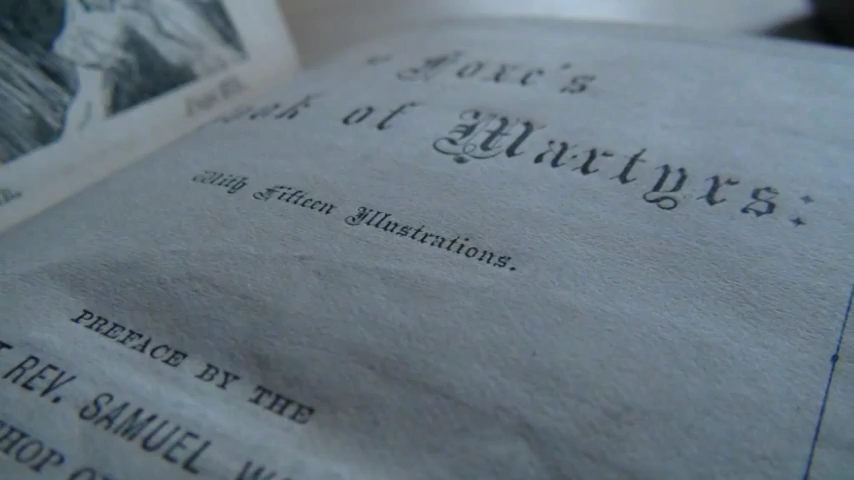 Foxe's
of Martyrs:
With Fifteen Illustrations.
PREFACE BY THE
REV. SAMUEL